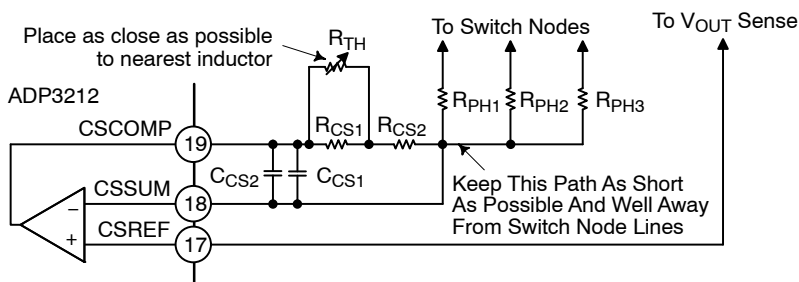 To Switch Nodes
To VOUT Sense
Place as close as possible
to nearest inductor
RTH
ADP3212
RPH1
RPH2
RPH3
CSCOMP
19
RCS1
RCS2
CCS2
CCS1
CSSUM
18
Keep This Path As Short
As Possible And Well Away
From Switch Node Lines
−
+
CSREF
17